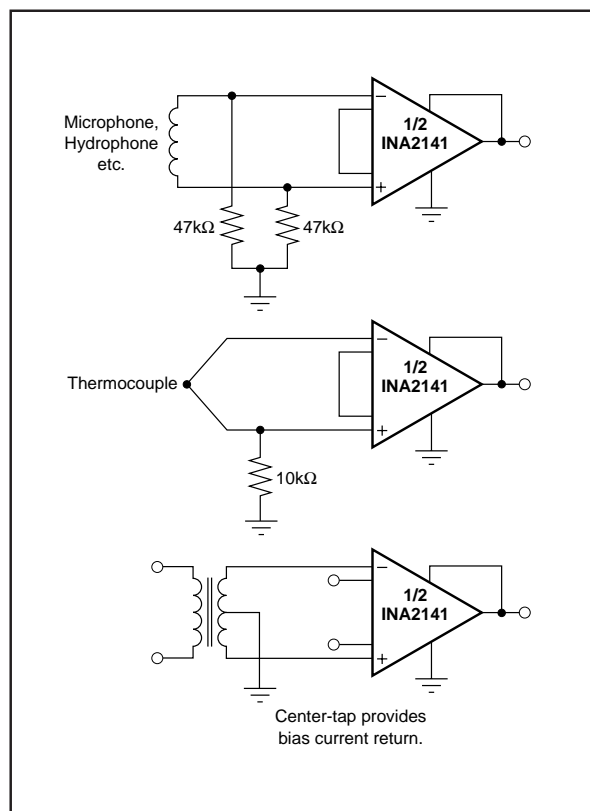 Microphone,
Hydrophone
etc.
−
1/2
INA2141
+
47kΩ
47kΩ
Thermocouple
−
1/2
INA2141
+
10kΩ
−
1/2
INA2141
+
Center-tap provides
bias current return.